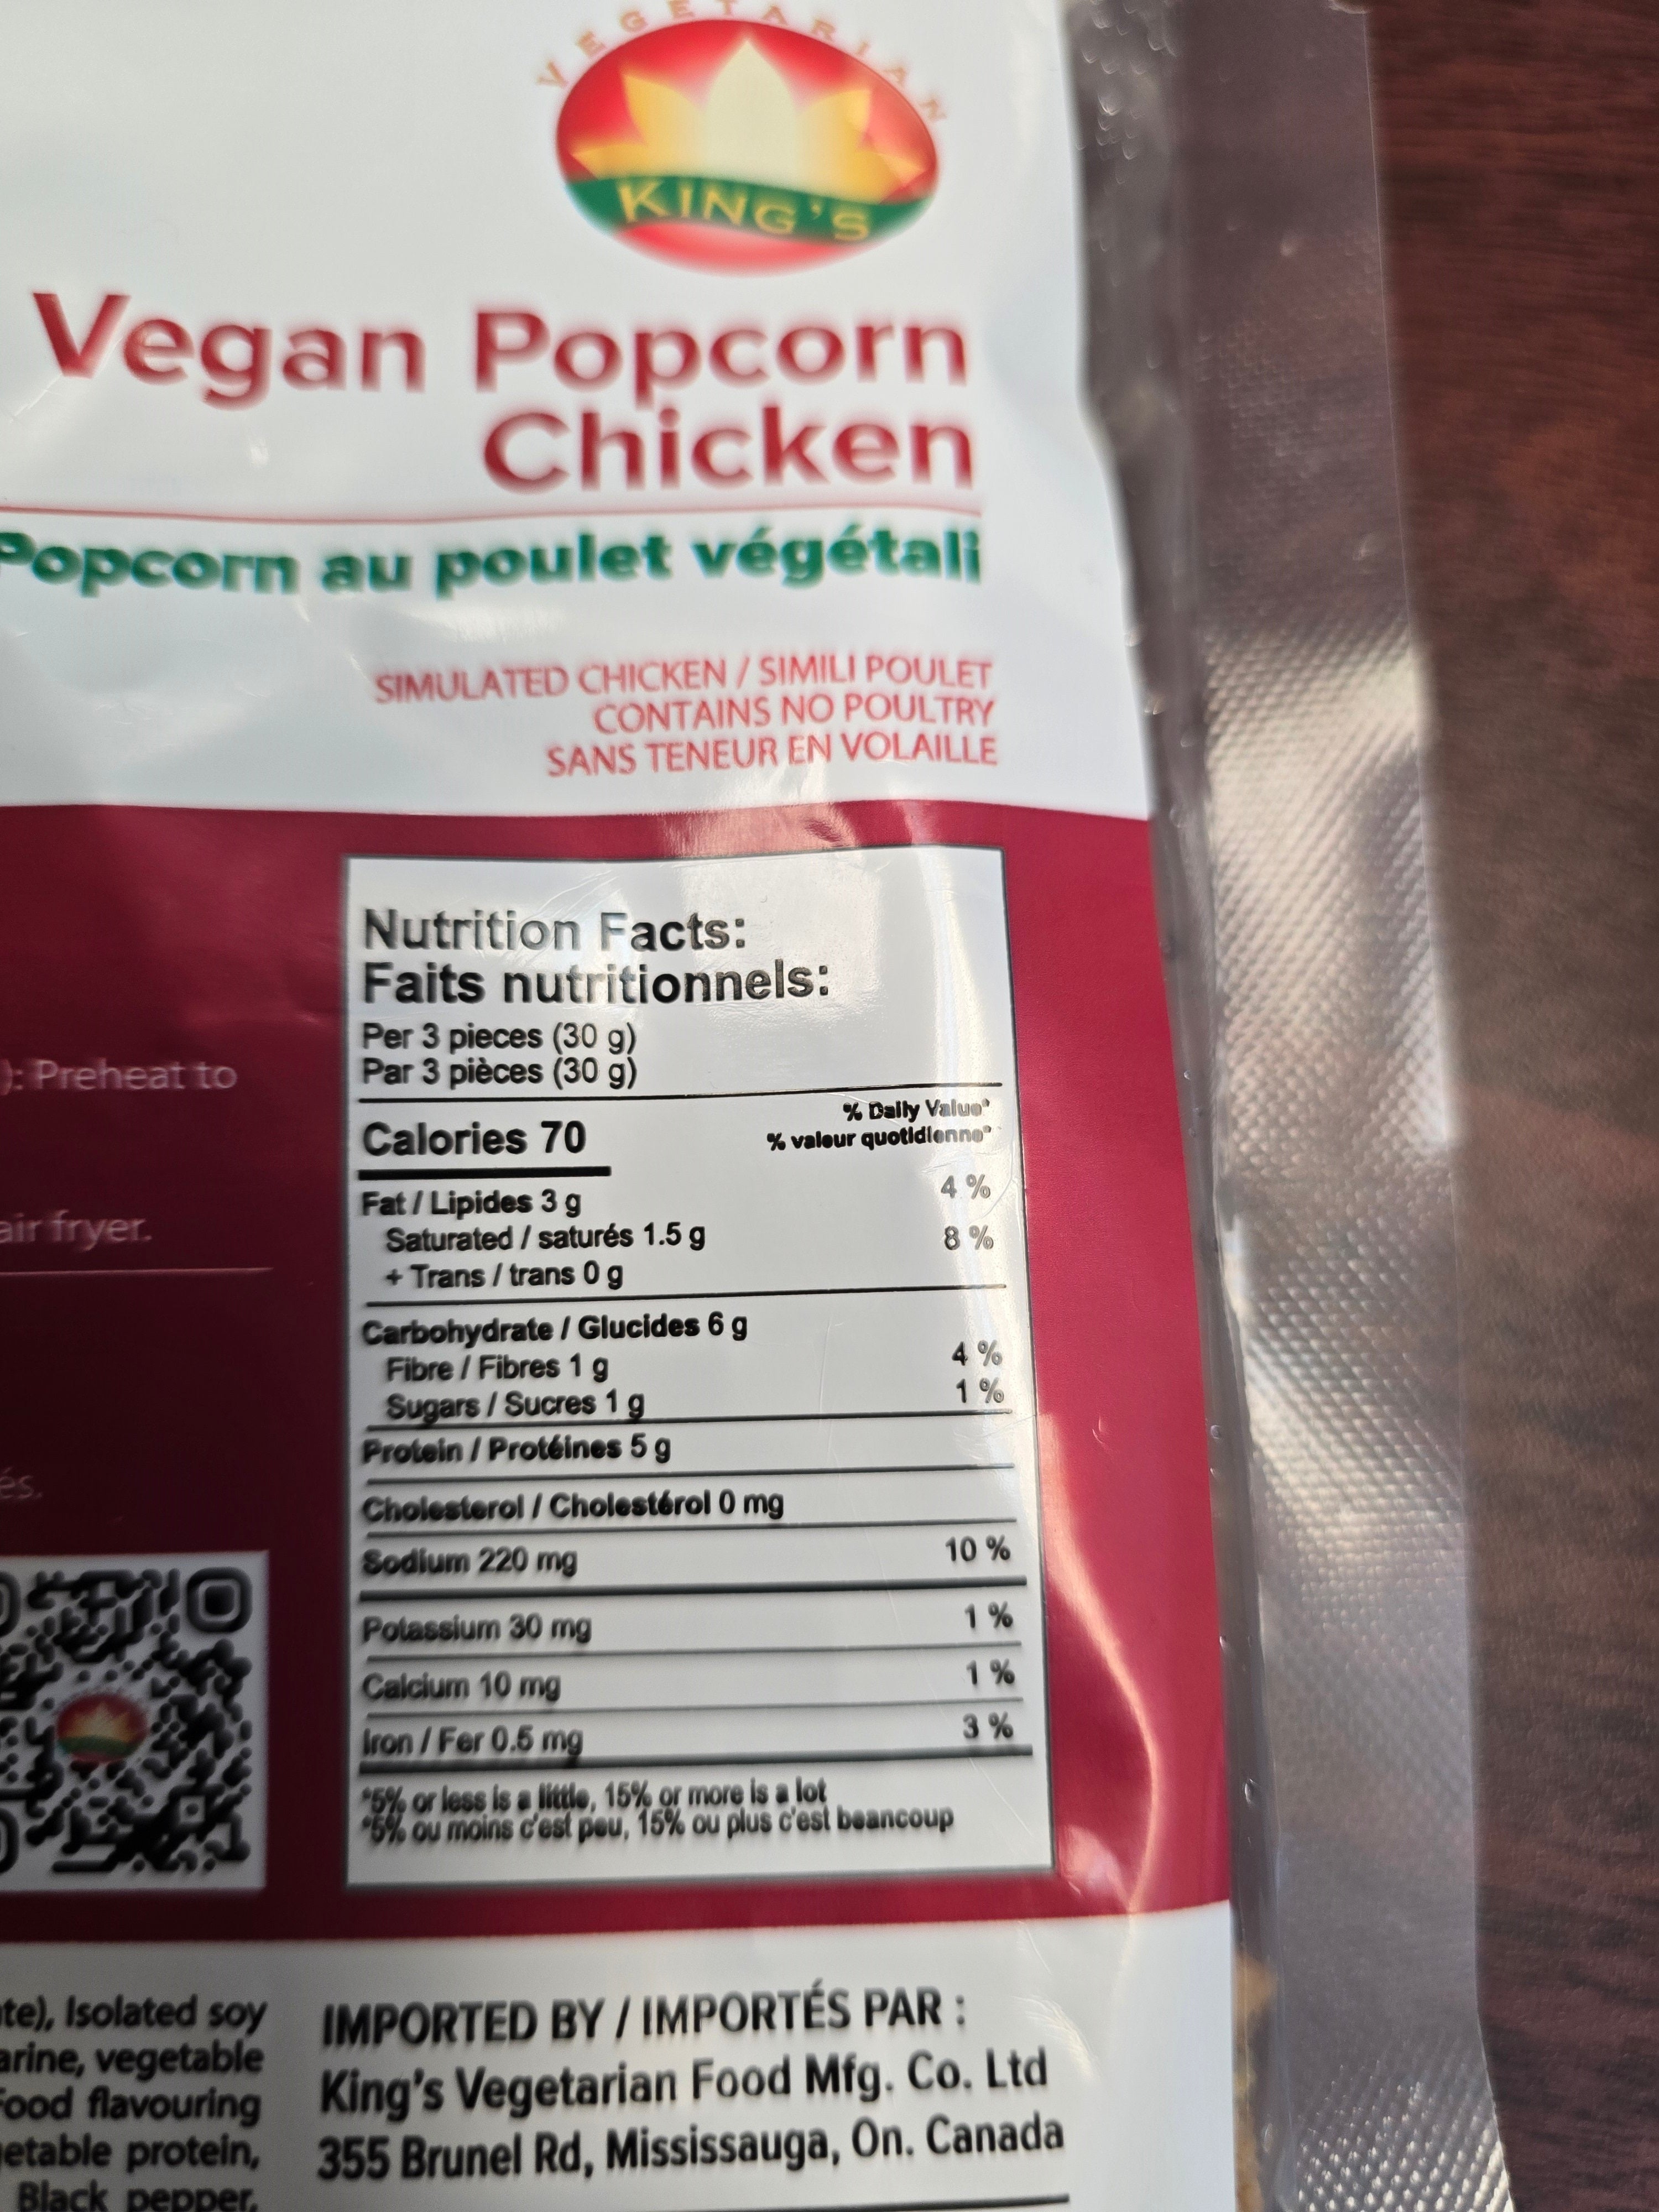 VEGETARIAN
KING'S
Vegan Popcorn
Chicken
Popcorn au poulet végétali
SIMULATED CHICKEN / SIMILI POULET
CONTAINS NO POULTRY
SANS TENEUR EN VOLAILLE
Nutrition Facts:
Faits nutritionnels:
Per 3 pieces (30 g)
Par 3 pièces (30 g)
% Daily Value*
% valeur quotidienne*
Calories 70
Fat / Lipides 3 g 4 %
Saturated / saturés 1.5 g 8 %
+ Trans / trans 0 g
Carbohydrate / Glucides 6 g
Fibre / Fibres 1 g 4 %
Sugars / Sucres 1 g 1 %
Protein / Protéines 5 g
Cholesterol / Cholestérol 0 mg
Sodium 220 mg 10 %
Potassium 30 mg 1 %
Calcium 10 mg 1 %
Iron / Fer 0.5 mg 3 %
*5% or less is a little, 15% or more is a lot
*5% ou moins c'est peu, 15% ou plus c'est beancoup
): Preheat to
air fryer.
és.
te), Isolated soy
arine, vegetable
Food flavouring
etable protein,
Black pepper,
IMPORTED BY / IMPORTÉS PAR :
King's Vegetarian Food Mfg. Co. Ltd
355 Brunel Rd, Mississauga, On. Canada